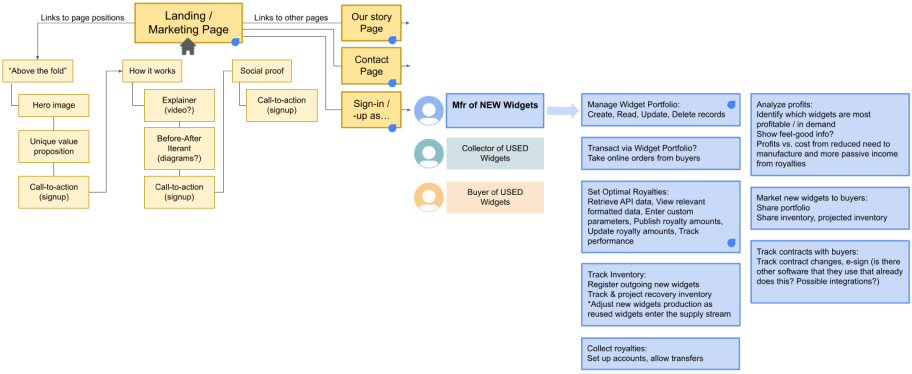 Links to page positions
Landing /
Marketing Page
Links to other pages
Our story
Page
Contact
Page
Sign-in /
-up as…
“Above the fold”
Hero image
Unique value
proposition
Call-to-action
(signup)
How it works
Explainer
(video?)
Before-After
Iterant
(diagrams?)
Call-to-action
(signup)
Social proof
Call-to-action
(signup)
Mfr of NEW Widgets
Collector of USED
Widgets
Buyer of USED
Widgets
Manage Widget Portfolio:
Create, Read, Update, Delete records
Transact via Widget Portfolio?
Take online orders from buyers
Set Optimal Royalties:
Retrieve API data, View relevant
formatted data, Enter custom
parameters, Publish royalty amounts,
Update royalty amounts, Track
performance
Track Inventory:
Register outgoing new widgets
Track & project recovery inventory
*Adjust new widgets production as
reused widgets enter the supply stream
Collect royalties:
Set up accounts, allow transfers
Analyze profits:
Identify which widgets are most
profitable / in demand
Show feel-good info?
Profits vs. cost from reduced need to
manufacture and more passive income
from royalties
Market new widgets to buyers:
Share portfolio
Share inventory, projected inventory
Track contracts with buyers:
Track contract changes, e-sign (is there
other software that they use that already
does this? Possible integrations?)